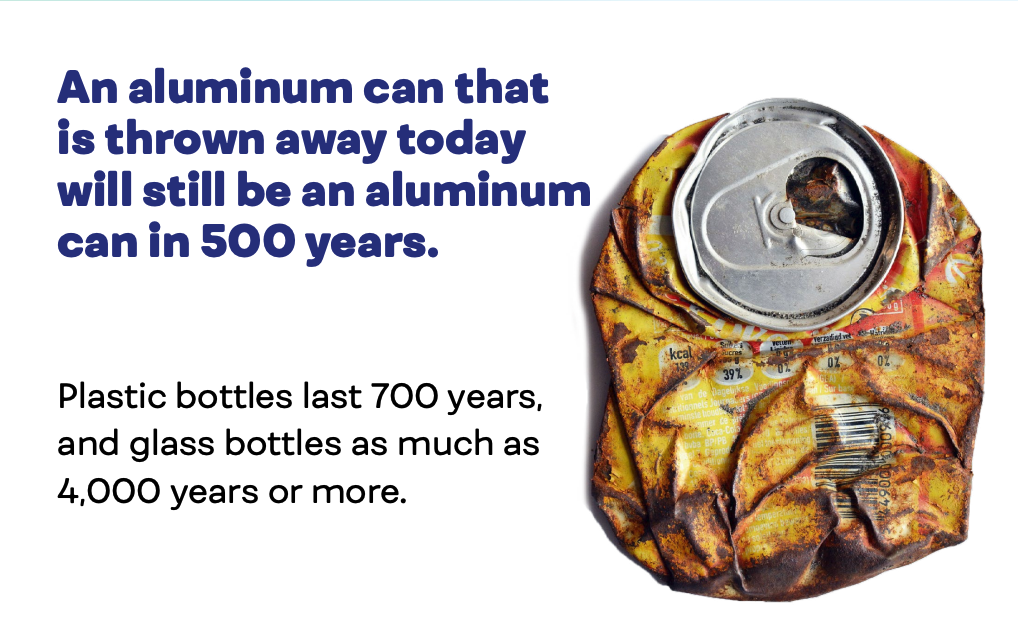 An aluminum can that
is thrown away today
will still be an aluminum
can in 500 years.
Plastic bottles last 700 years,
and glass bottles as much as
4,000 years or more.
kcal
39%
0%
0%